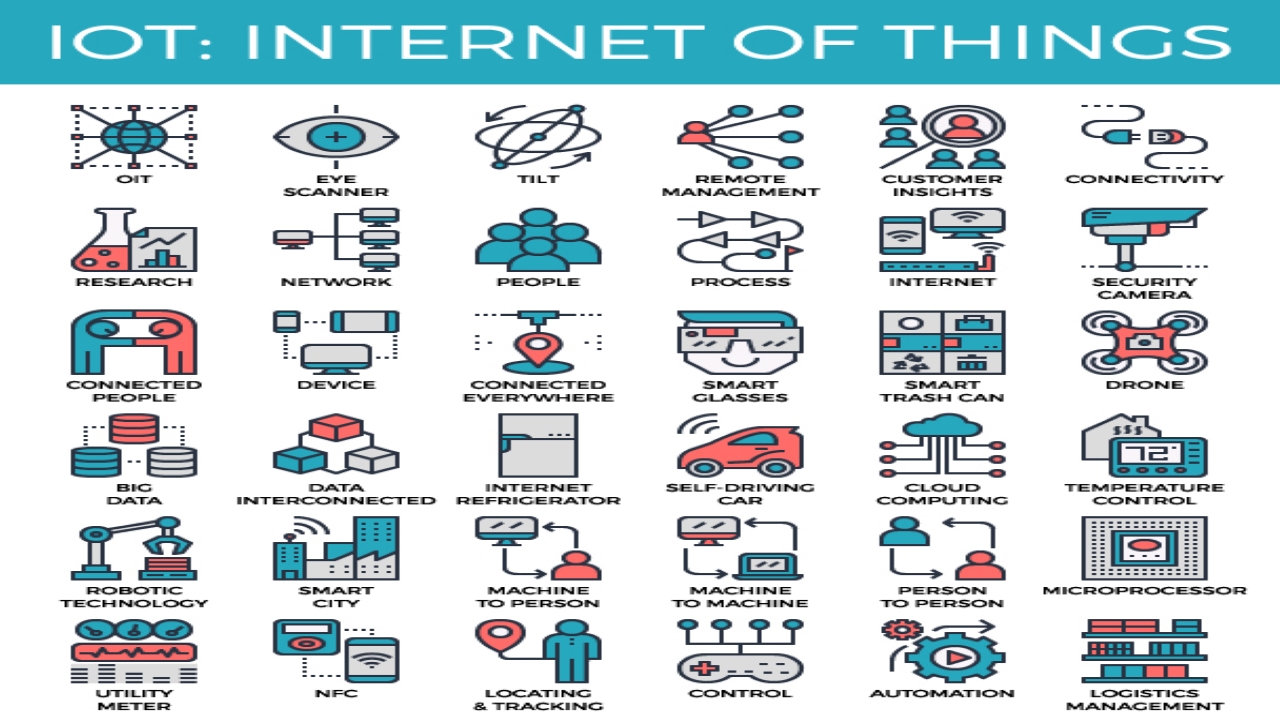 IOT: INTERNET OF THINGS
OIT
EYE
SCANNER
TILT
REMOTE
MANAGEMENT
CUSTOMER
INSIGHTS
CONNECTIVITY
RESEARCH
NETWORK
PEOPLE
PROCESS
INTERNET
SECURITY
CAMERA
CONNECTED
PEOPLE
DEVICE
CONNECTED
EVERYWHERE
SMART
GLASSES
SMART
TRASH CAN
DRONE
BIG
DATA
DATA
INTERCONNECTED
INTERNET
REFRIGERATOR
SELF-DRIVING
CAR
CLOUD
COMPUTING
72°
TEMPERATURE
CONTROL
ROBOTIC
TECHNOLOGY
SMART
CITY
MACHINE
TO PERSON
MACHINE
TO MACHINE
PERSON
TO PERSON
MICROPROCESSOR
UTILITY
METER
NFC
LOCATING
& TRACKING
CONTROL
AUTOMATION
LOGISTICS
MANAGEMENT